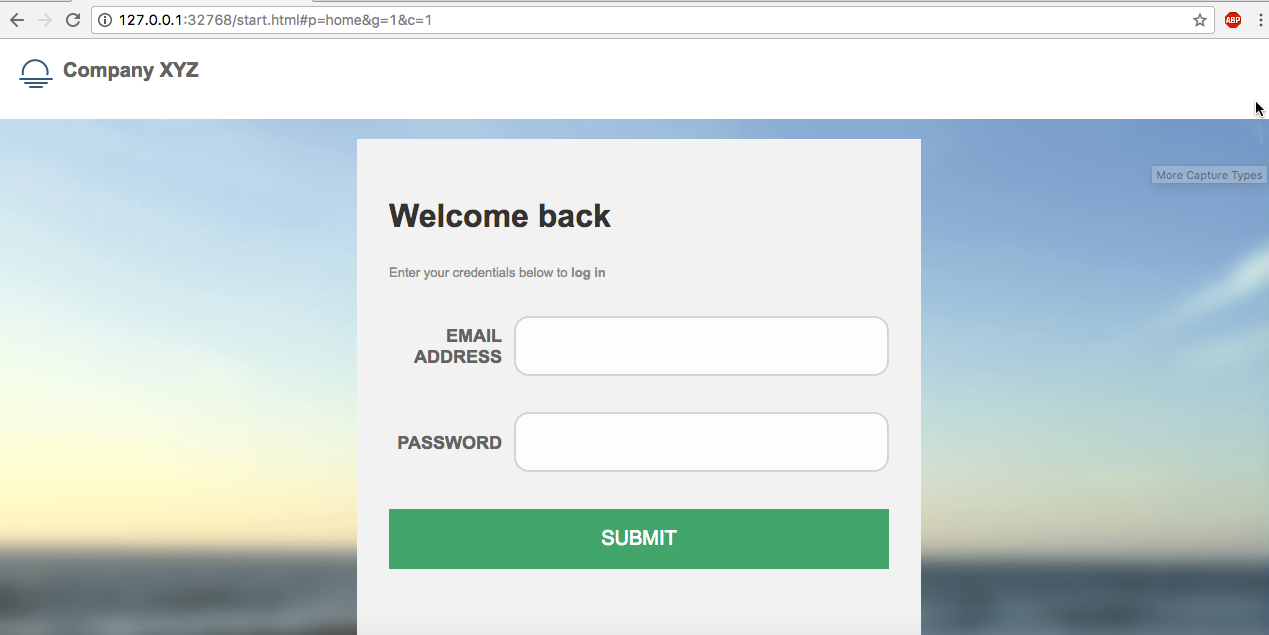 127.0.0.1:32768/start.html#p=home&g=1&c=1
ABP
Company XYZ
More Capture Types
Welcome back
Enter your credentials below to log in
EMAIL
ADDRESS
PASSWORD
SUBMIT